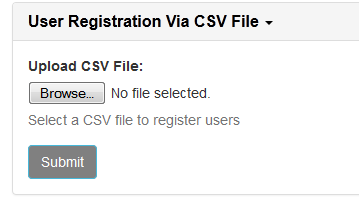 User Registration Via CSV File
Upload CSV File:
Browse... No file selected.
Select a CSV file to register users
Submit